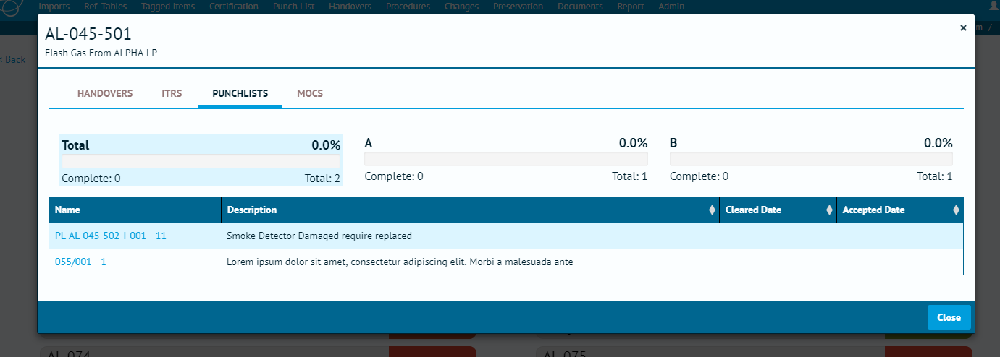 Imports Ref. Tables Tagged Items Certification Punch List Handovers Procedures Changes Preservation Documents Report Admin
AL-045-501 ×
Flash Gas From ALPHA LP
m /
< Back
HANDOVERS ITRS PUNCHLISTS MOCS
Total 0.0% A 0.0% B 0.0%
Complete: 0 Total: 2 Complete: 0 Total: 1 Complete: 0 Total: 1
Name Description Cleared Date Accepted Date
PL-AL-045-502-I-001 - 11 Smoke Detector Damaged require replaced
055/001 - 1 Lorem ipsum dolor sit amet, consectetur adipiscing elit. Morbi a malesuada ante
Close
AL-074 AL-075